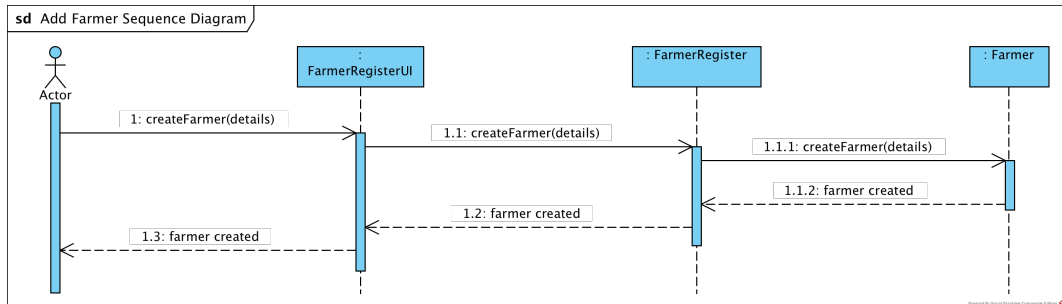 sd Add Farmer Sequence Diagram
Actor
:
FarmerRegisterUI
: FarmerRegister
: Farmer
1: createFarmer(details)
1.1: createFarmer(details)
1.1.1: createFarmer(details)
1.1.2: farmer created
1.2: farmer created
1.3: farmer created